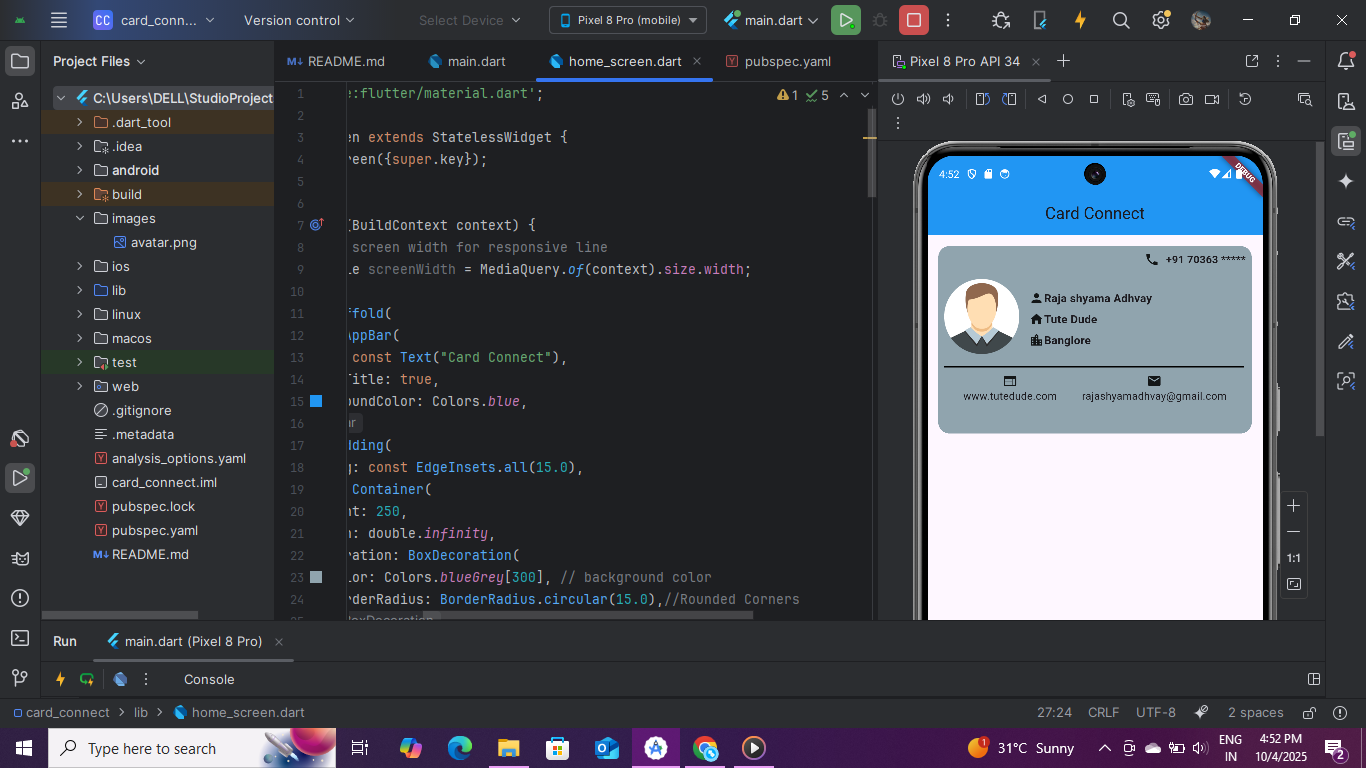 CC card_conn...
Version control
Select Device
Pixel 8 Pro (mobile)
main.dart
Project Files
README.md
main.dart
home_screen.dart
pubspec.yaml
Pixel 8 Pro API 34
C:\Users\DELL\StudioProject
.dart_tool
.idea
android
build
images
avatar.png
ios
lib
linux
macos
test
web
.gitignore
.metadata
analysis_options.yaml
card_connect.iml
pubspec.lock
pubspec.yaml
README.md
1 5
1 e:flutter/material.dart';
2
3 en extends StatelessWidget {
4 reen({super.key});
5
6
7 (BuildContext context) {
8 screen width for responsive line
9 le screenWidth = MediaQuery.of(context).size.width;
10
11 ffold(
12 AppBar(
13 const Text("Card Connect"),
14 Title: true,
15 oundColor: Colors.blue,
16 ar
17 dding(
18 g: const EdgeInsets.all(15.0),
19 Container(
20 ht: 250,
21 h: double.infinity,
22 ration: BoxDecoration(
23 lor: Colors.blueGrey[300], // background color
24 rderRadius: BorderRadius.circular(15.0),//Rounded Corners
BoxDecoration
4:52
DEBUG
Card Connect
+91 70363 *****
Raja shyama Adhvay
Tute Dude
Banglore
www.tutedude.com
rajashyamadhvay@gmail.com
1:1
Run
main.dart (Pixel 8 Pro)
Console
card_connect > lib > home_screen.dart
27:24 CRLF UTF-8 2 spaces
Type here to search
1
31°C Sunny
ENG
IN
4:52 PM
10/4/2025
2